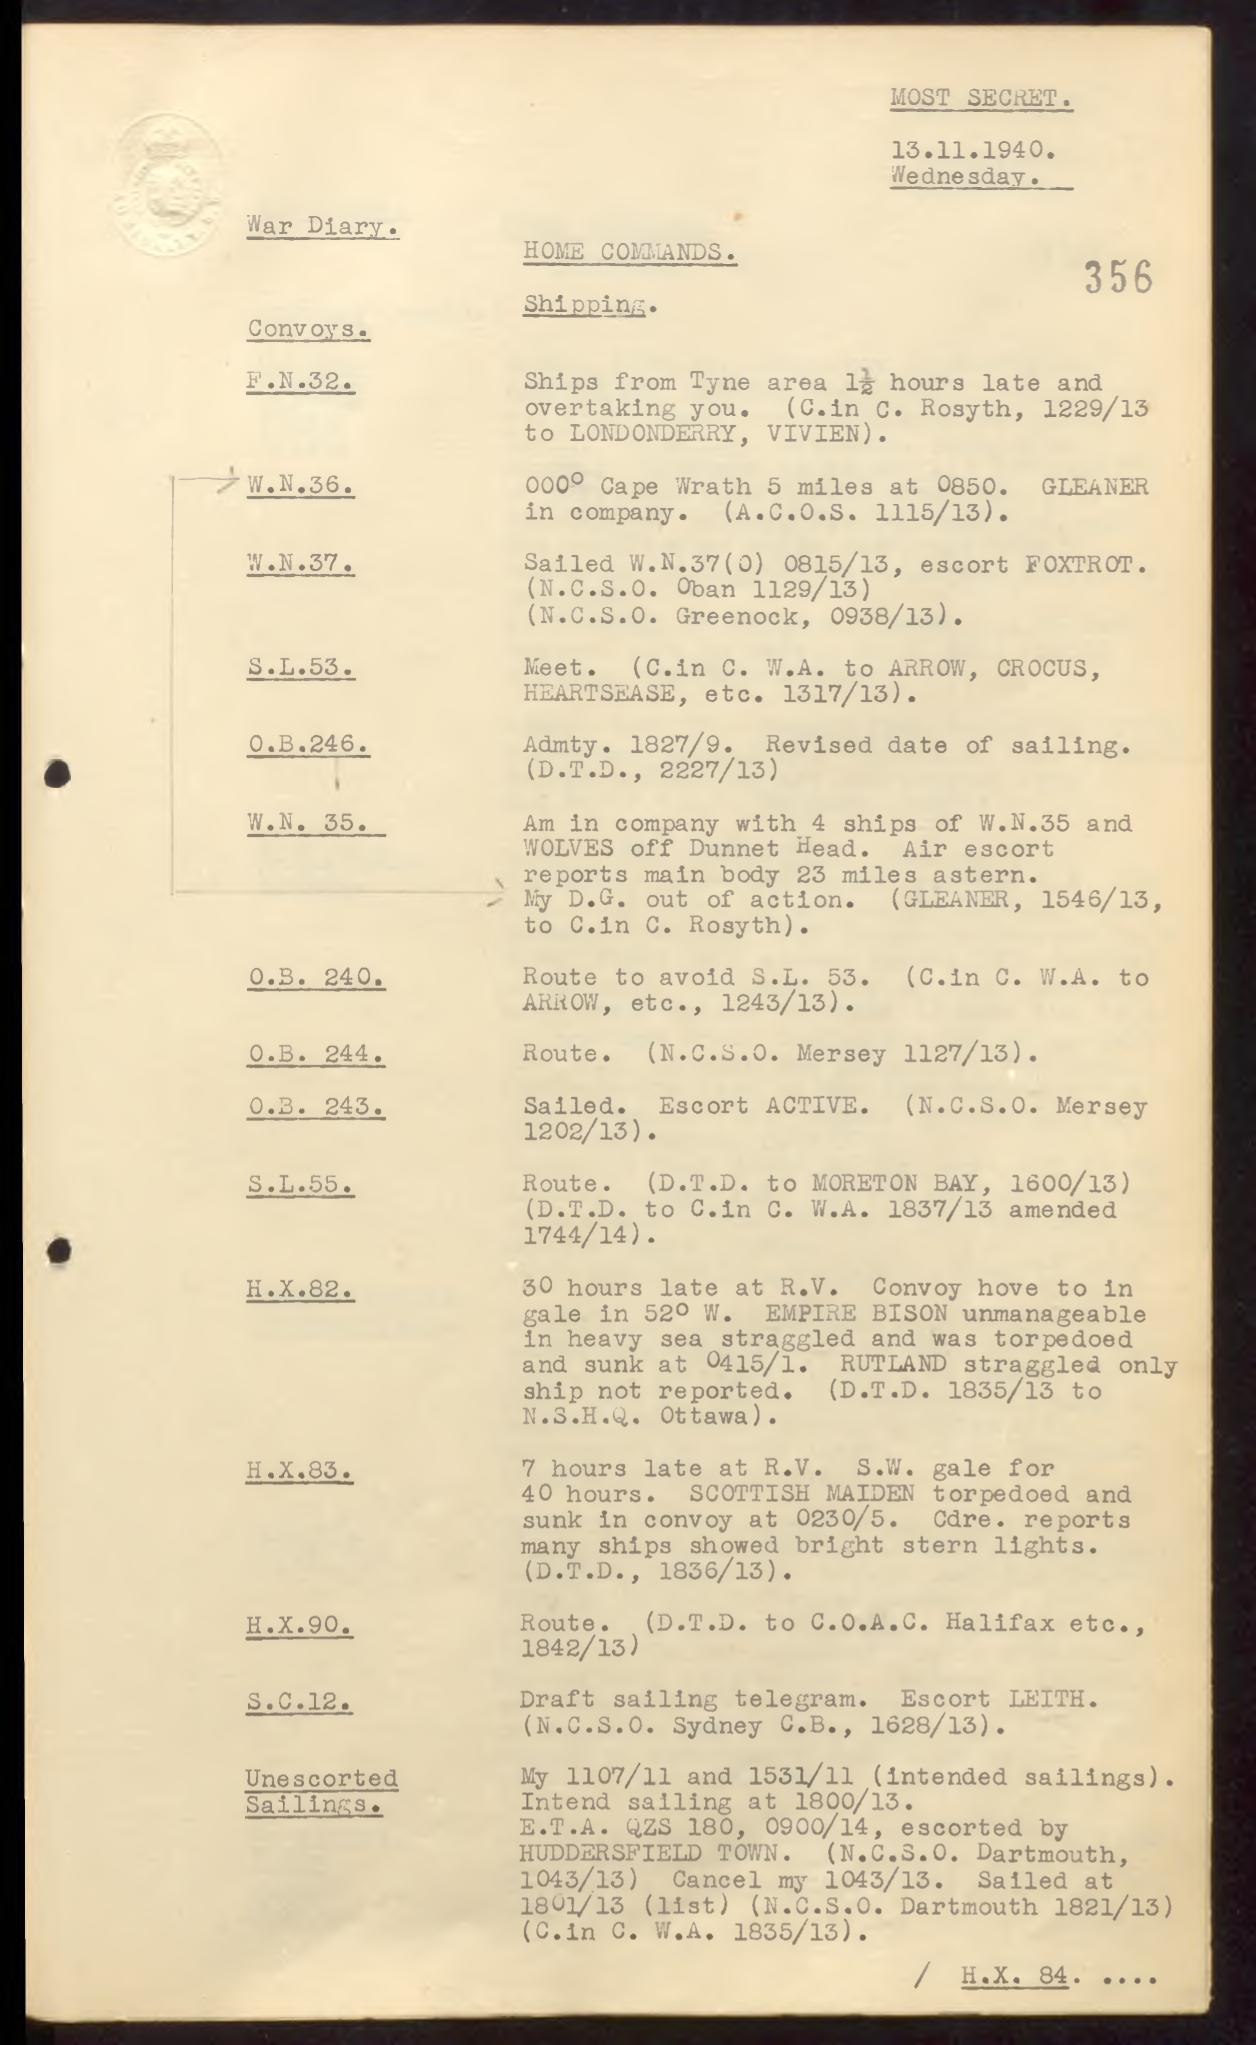 MOST SECRET.
13.11.1940.
Wednesday.
War Diary.
HOME COMMANDS.
356
Shipping.
Convoys.
F.N.32. Ships from Tyne area 1½ hours late and
overtaking you. (C.in C. Rosyth, 1229/13
to LONDONDERRY, VIVIEN).
W.N.36. 000° Cape Wrath 5 miles at 0850. GLEANER
in company. (A.C.O.S. 1115/13).
W.N.37. Sailed W.N.37(O) 0815/13, escort FOXTROT.
(N.C.S.O. Oban 1129/13)
(N.C.S.O. Greenock, 0938/13).
S.L.53. Meet. (C.in C. W.A. to ARROW, CROCUS,
HEARTSEASE, etc. 1317/13).
O.B.246. Admty. 1827/9. Revised date of sailing.
(D.T.D., 2227/13)
W.N. 35. Am in company with 4 ships of W.N.35 and
WOLVES off Dunnet Head. Air escort
reports main body 23 miles astern.
My D.G. out of action. (GLEANER, 1546/13,
to C.in C. Rosyth).
O.B. 240. Route to avoid S.L. 53. (C.in C. W.A. to
ARROW, etc., 1243/13).
O.B. 244. Route. (N.C.S.O. Mersey 1127/13).
O.B. 243. Sailed. Escort ACTIVE. (N.C.S.O. Mersey
1202/13).
S.L.55. Route. (D.T.D. to MORETON BAY, 1600/13)
(D.T.D. to C.in C. W.A. 1837/13 amended
1744/14).
H.X.82. 30 hours late at R.V. Convoy hove to in
gale in 52° W. EMPIRE BISON unmanageable
in heavy sea straggled and was torpedoed
and sunk at 0415/1. RUTLAND straggled only
ship not reported. (D.T.D. 1835/13 to
N.S.H.Q. Ottawa).
H.X.83. 7 hours late at R.V. S.W. gale for
40 hours. SCOTTISH MAIDEN torpedoed and
sunk in convoy at 0230/5. Cdre. reports
many ships showed bright stern lights.
(D.T.D., 1836/13).
H.X.90. Route. (D.T.D. to C.O.A.C. Halifax etc.,
1842/13)
S.C.12. Draft sailing telegram. Escort LEITH.
(N.C.S.O. Sydney C.B., 1628/13).
Unescorted My 1107/11 and 1531/11 (intended sailings).
Sailings. Intend sailing at 1800/13.
E.T.A. QZS 180, 0900/14, escorted by
HUDDERSFIELD TOWN. (N.C.S.O. Dartmouth,
1043/13) Cancel my 1043/13. Sailed at
1801/13 (list) (N.C.S.O. Dartmouth 1821/13)
(C.in C. W.A. 1835/13).
/ H.X. 84. ....